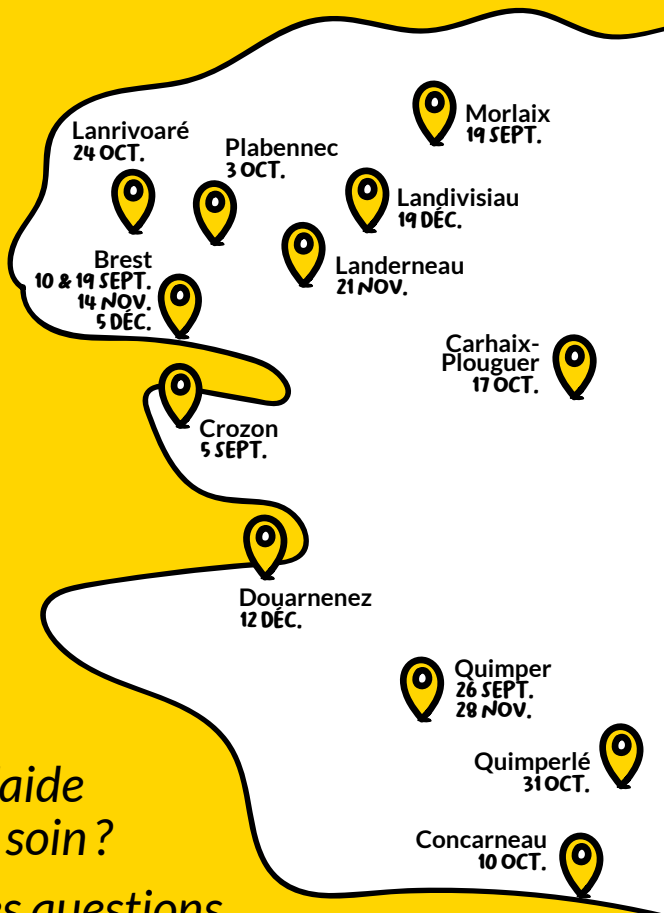 Morlaix
19 SEPT.
Lanrivoaré
24 OCT.
Plabennec
3 OCT.
Landivisiau
19 DÉC.
Brest
10 & 19 SEPT.
14 NOV.
5 DÉC.
Landerneau
21 NOV.
Carhaix-
Plouguer
17 OCT.
Crozon
5 SEPT.
Douarnenez
12 DÉC.
Quimper
26 SEPT.
28 NOV.
Quimperlé
31 OCT.
Concarneau
10 OCT.
aide
soin ?
questions